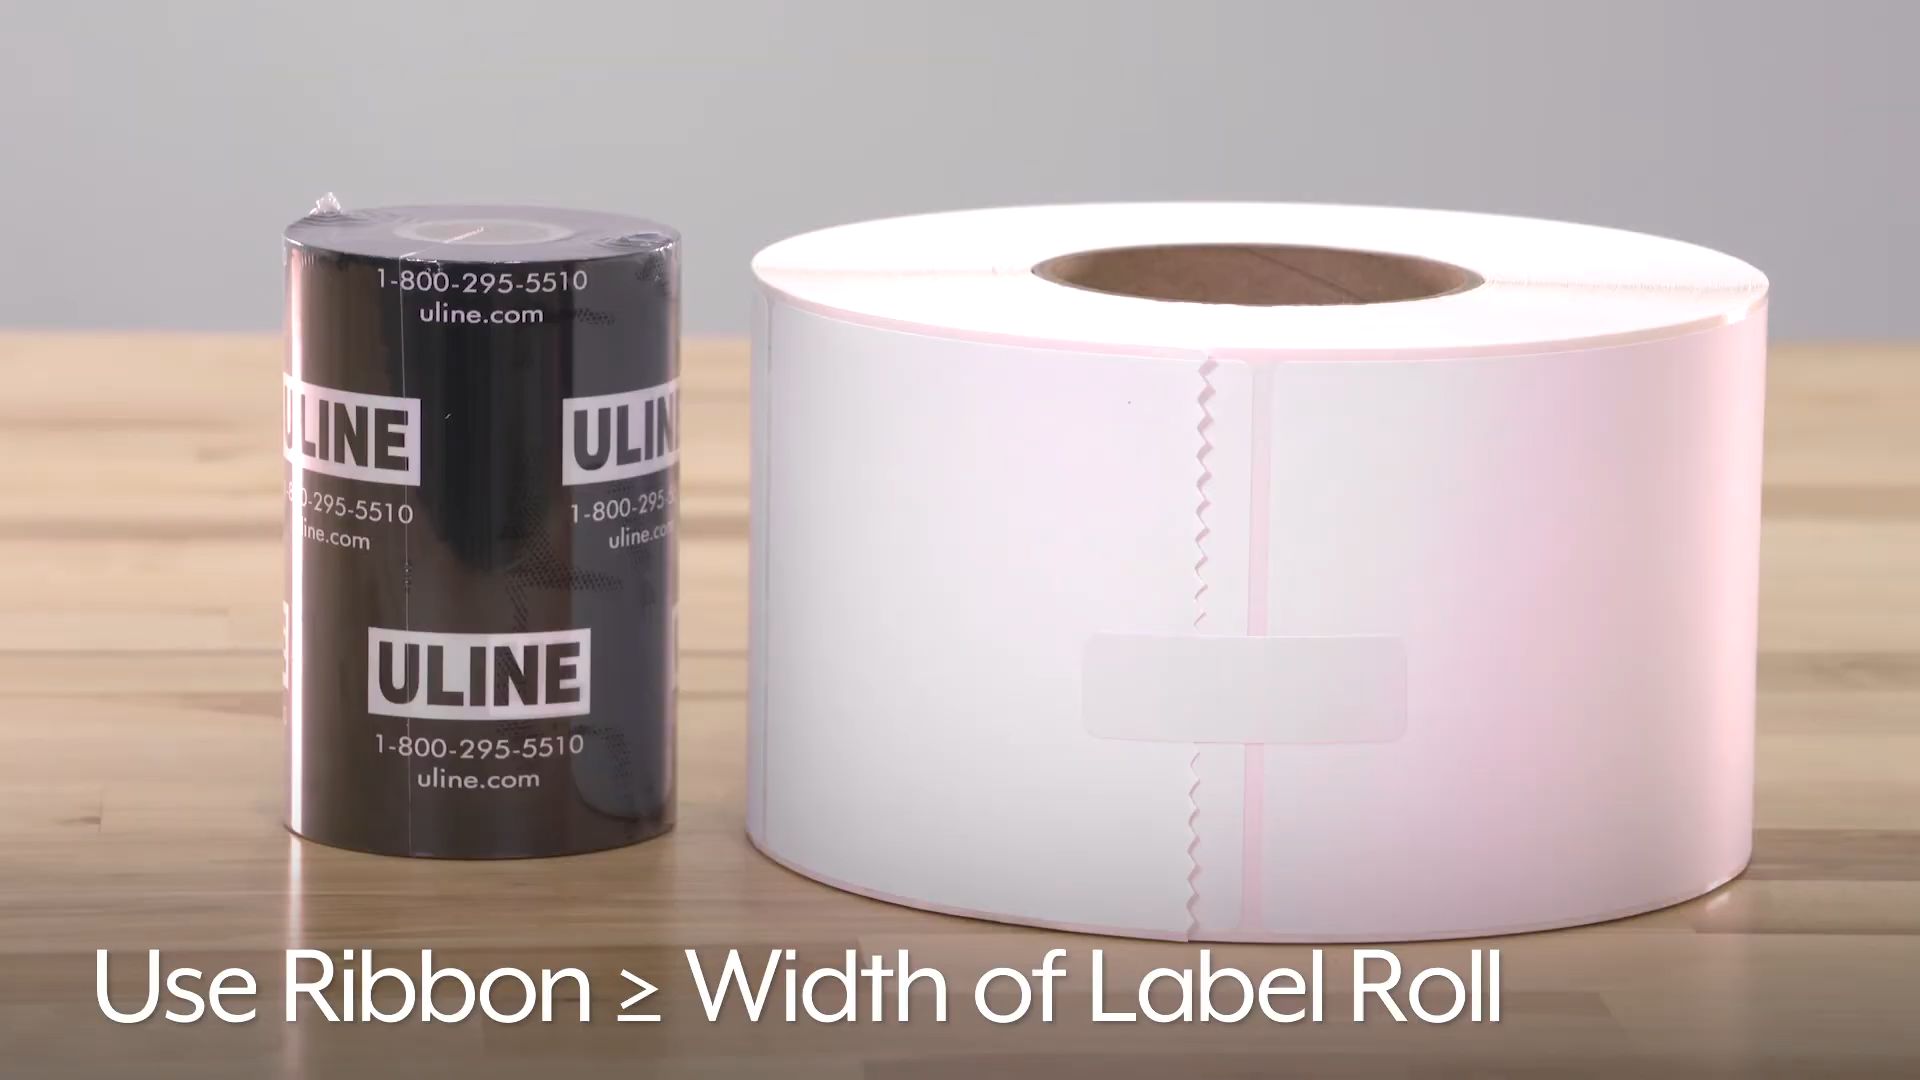 1-800-295-5510
uline.com
ULINE
ULIN
-295-5510
ine.com
1-800-295-
uline.co
ULINE
1-800-295-5510
uline.com
Use Ribbon ≥ Width of Label Roll